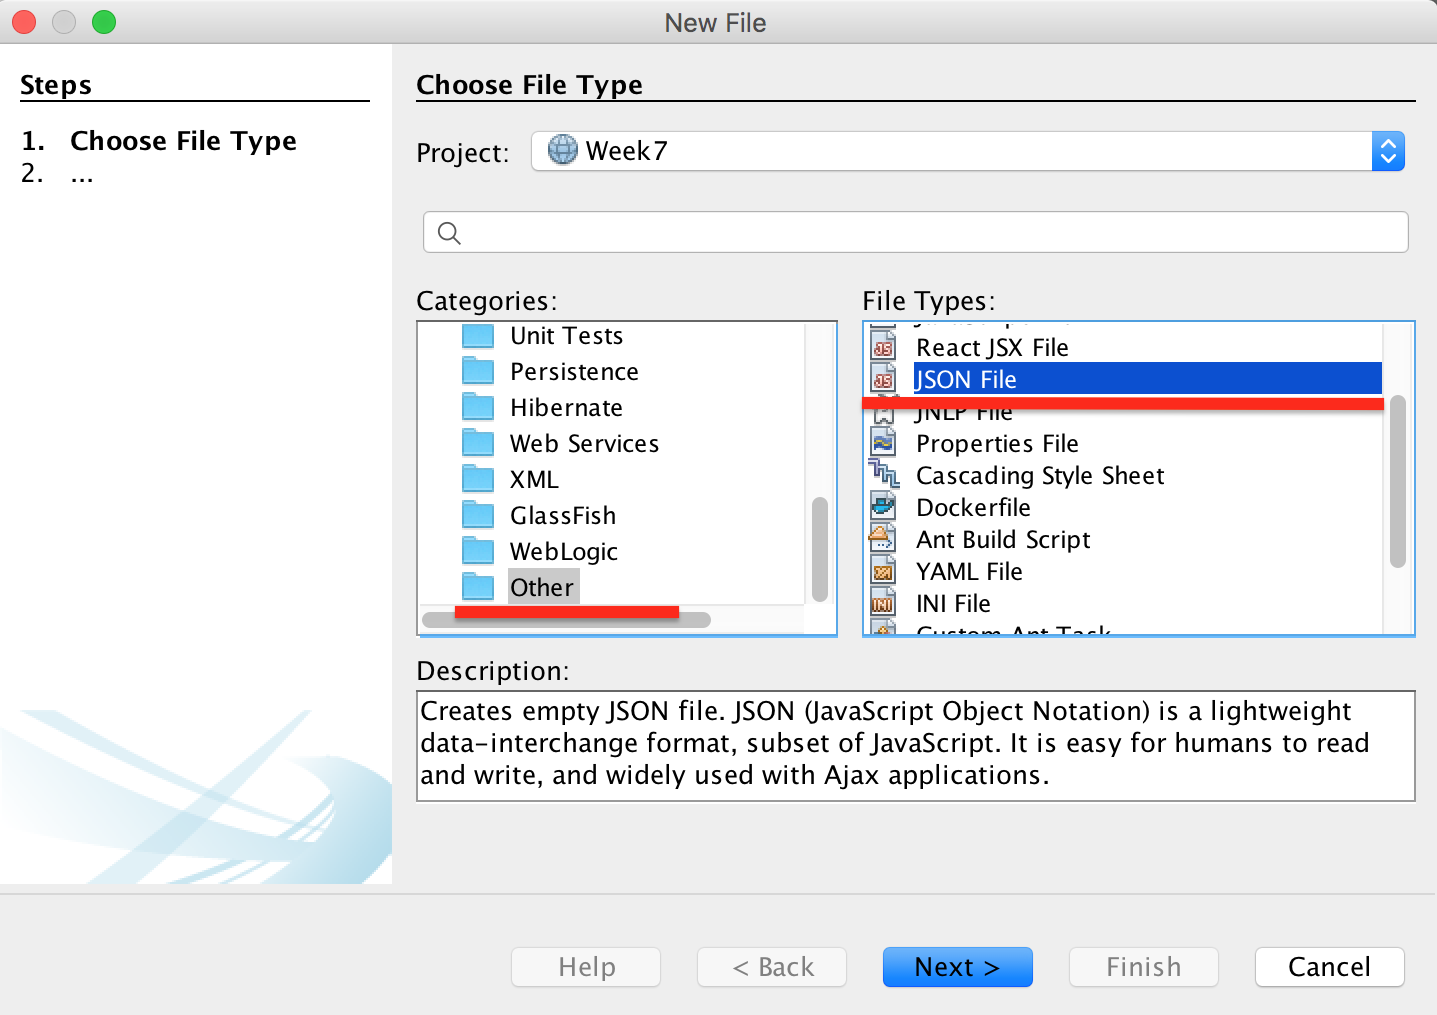 New File
Steps
1. Choose File Type
2. ...
Choose File Type
Project: Week7
Categories:
Unit Tests
Persistence
Hibernate
Web Services
XML
GlassFish
WebLogic
Other
File Types:
React JSX File
JSON File
JNLP File
Properties File
Cascading Style Sheet
Dockerfile
Ant Build Script
YAML File
INI File
Custom Ant Task
Description:
Creates empty JSON file. JSON (JavaScript Object Notation) is a lightweight
data-interchange format, subset of JavaScript. It is easy for humans to read
and write, and widely used with Ajax applications.
Help < Back Next > Finish Cancel